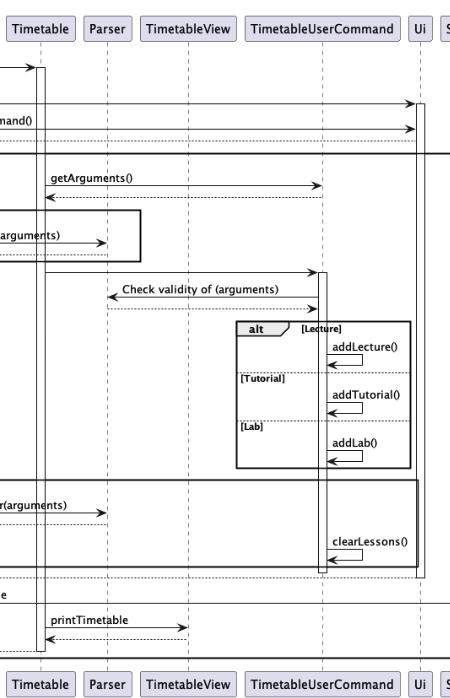 Timetable Parser TimetableView TimetableUserCommand Ui S
mand()
getArguments()
arguments)
Check validity of (arguments)
alt [Lecture]
addLecture()
[Tutorial]
addTutorial()
[Lab]
addLab()
r(arguments)
clearLessons()
e
printTimetable
Timetable Parser TimetableView TimetableUserCommand Ui S